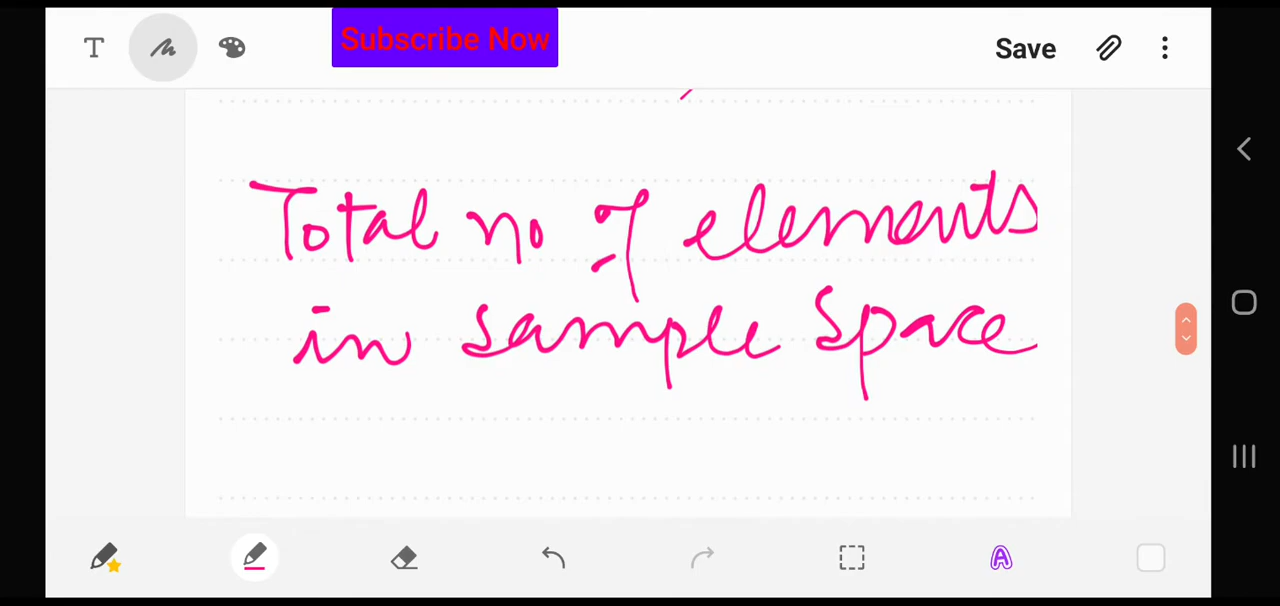 Subscribe Now
T
Save
Total no of elements
in sample space
A